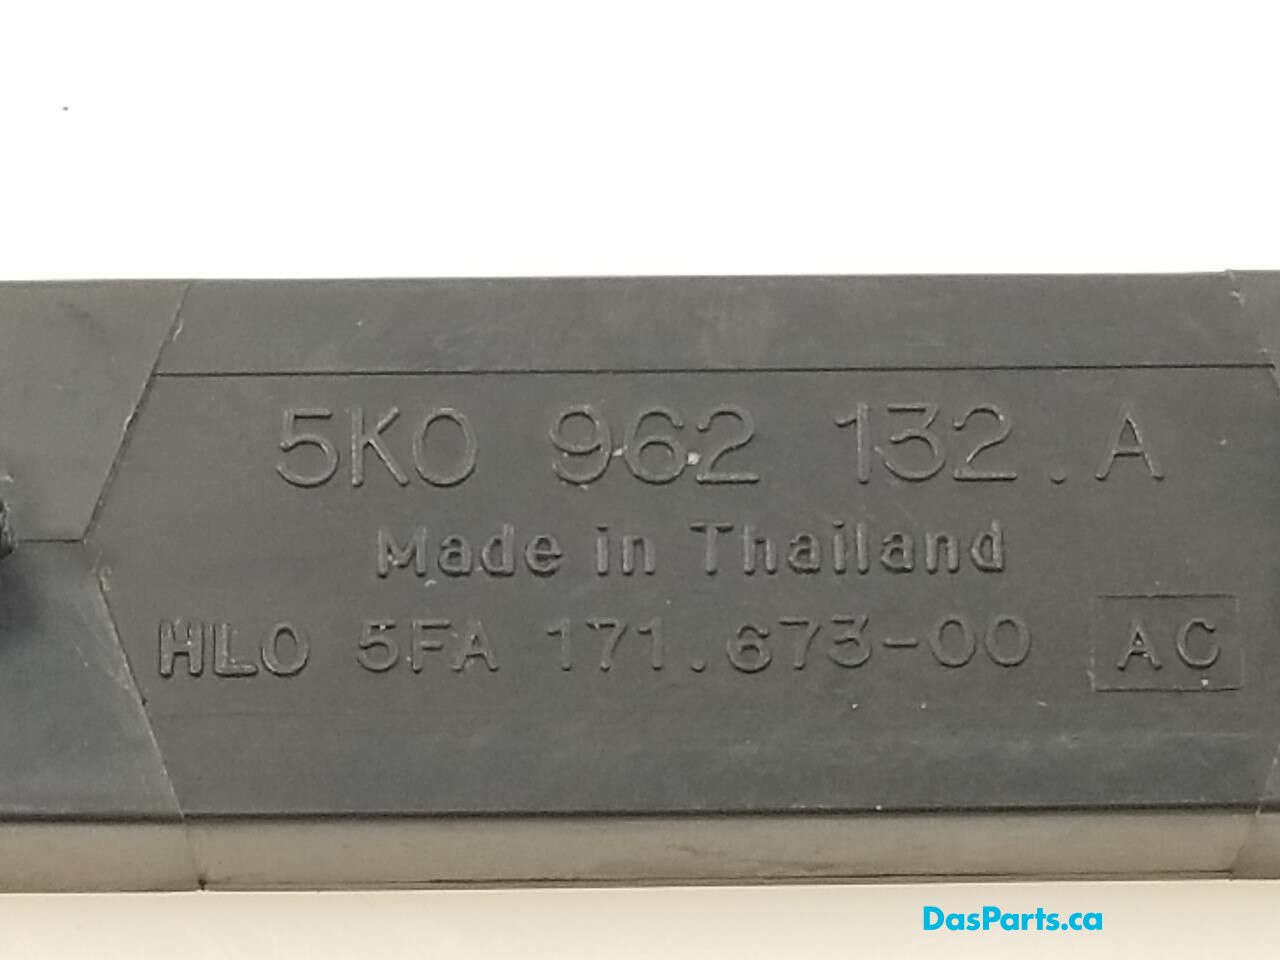 5K0 962 132.A
Made in Thailand
HLO 5FA 171.673-00 AC
DasParts.ca